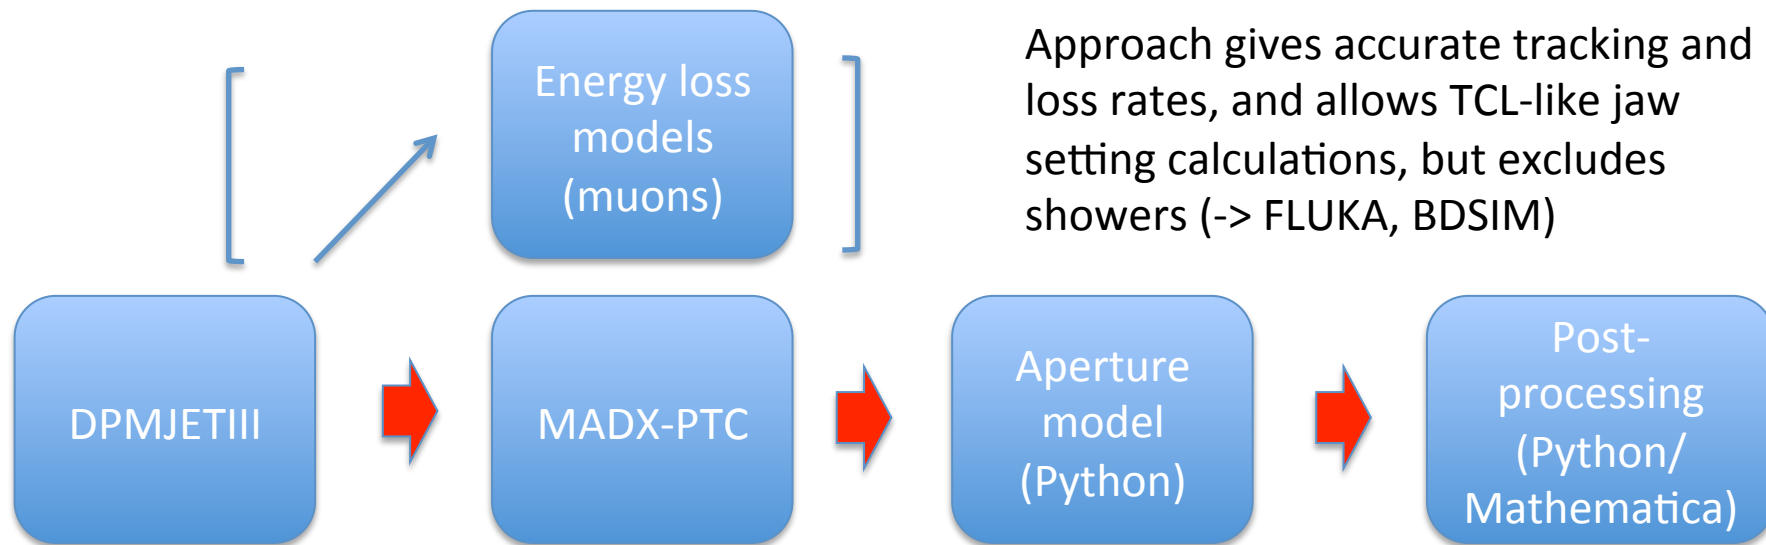 Energy loss
models
(muons)
Approach gives accurate tracking and
loss rates, and allows TCL-like jaw
setting calculations, but excludes
showers (-> FLUKA, BDSIM)
DPMJETIII
MADX-PTC
Aperture
model
(Python)
Post-
processing
(Python/
Mathematica)